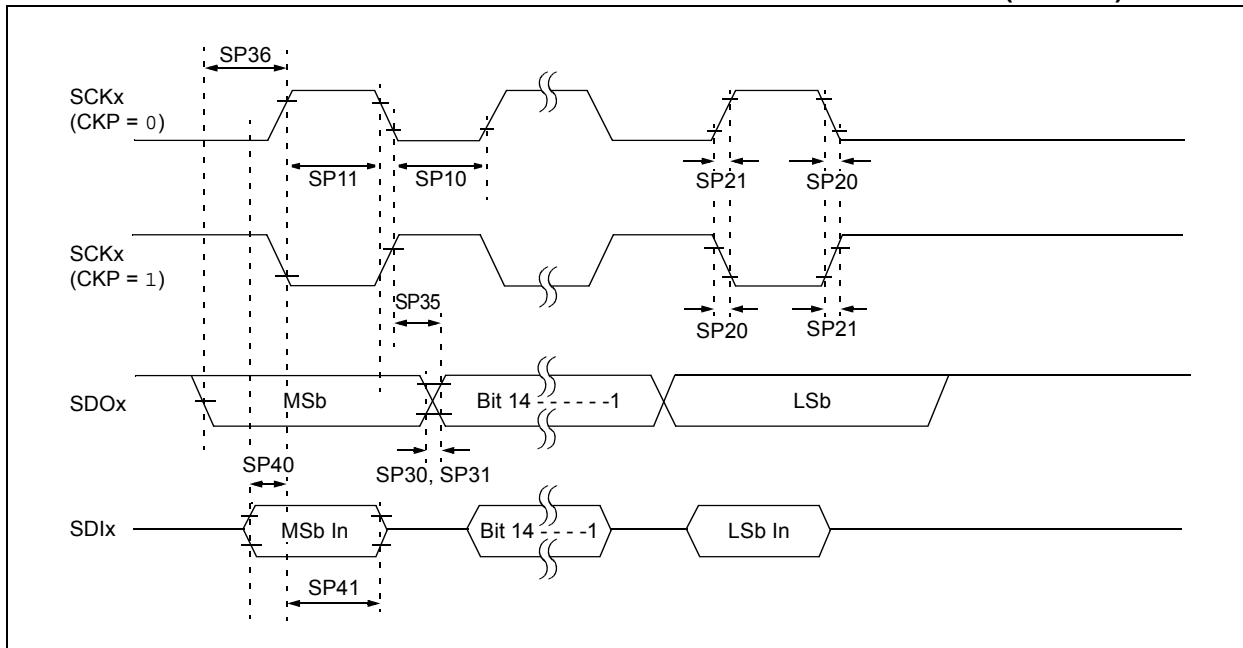 SP36
SCKx
(CKP = 0)
SP11
SP10
SP21
SP20
SCKx
(CKP = 1)
SP35
SP20
SP21
SDOx
MSb
Bit 14 - - - - - -1
LSb
SP40
SP30, SP31
SDIx
MSb In
Bit 14 - - - -1
LSb In
SP41